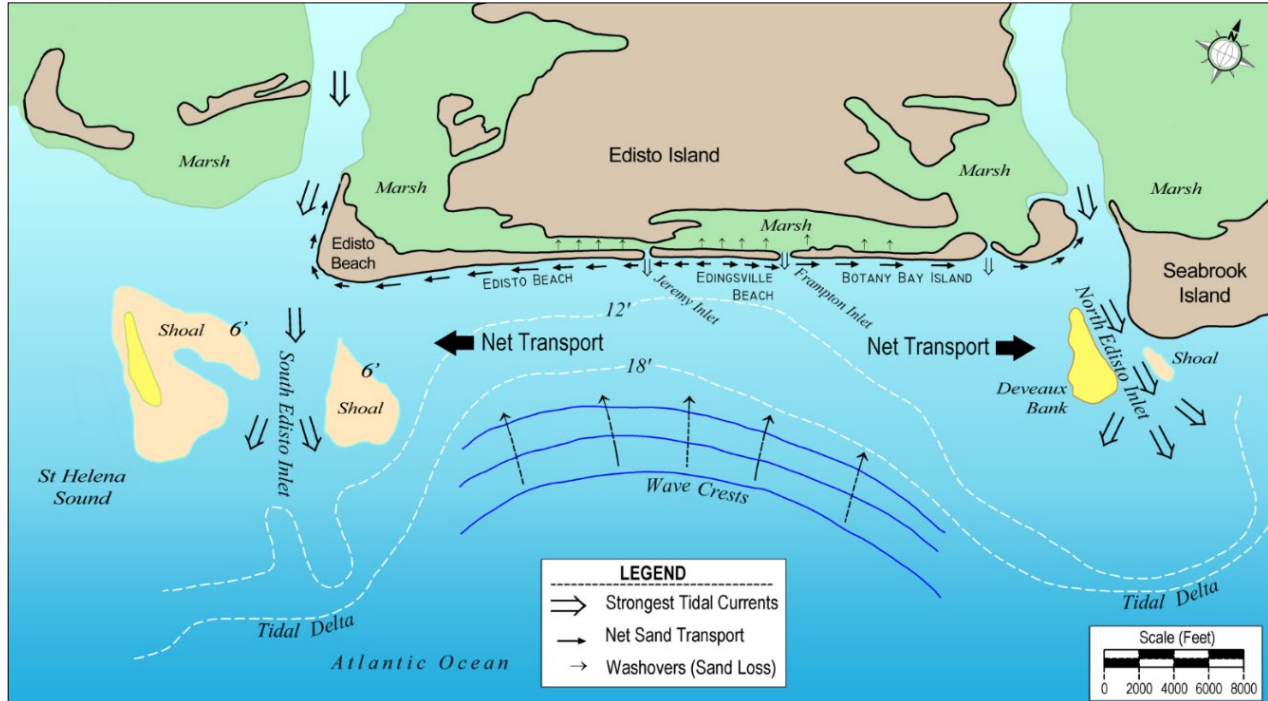 N
Marsh
Marsh
Edisto Island
Marsh
Marsh
Marsh
Edisto
Beach
EDISTO BEACH
Jeremy Inlet
EDINGSVILLE
BEACH
Frampton Inlet
BOTANY BAY ISLAND
Seabrook
Island
Shoal
6'
South Edisto Inlet
6'
Shoal
12'
Net Transport
18'
Net Transport
North Edisto Inlet
Deveaux
Bank
Shoal
St Helena
Sound
Wave Crests
Tidal Delta
Tidal Delta
Atlantic Ocean
LEGEND
Strongest Tidal Currents
Net Sand Transport
Washovers (Sand Loss)
Scale (Feet)
0 2000 4000 6000 8000